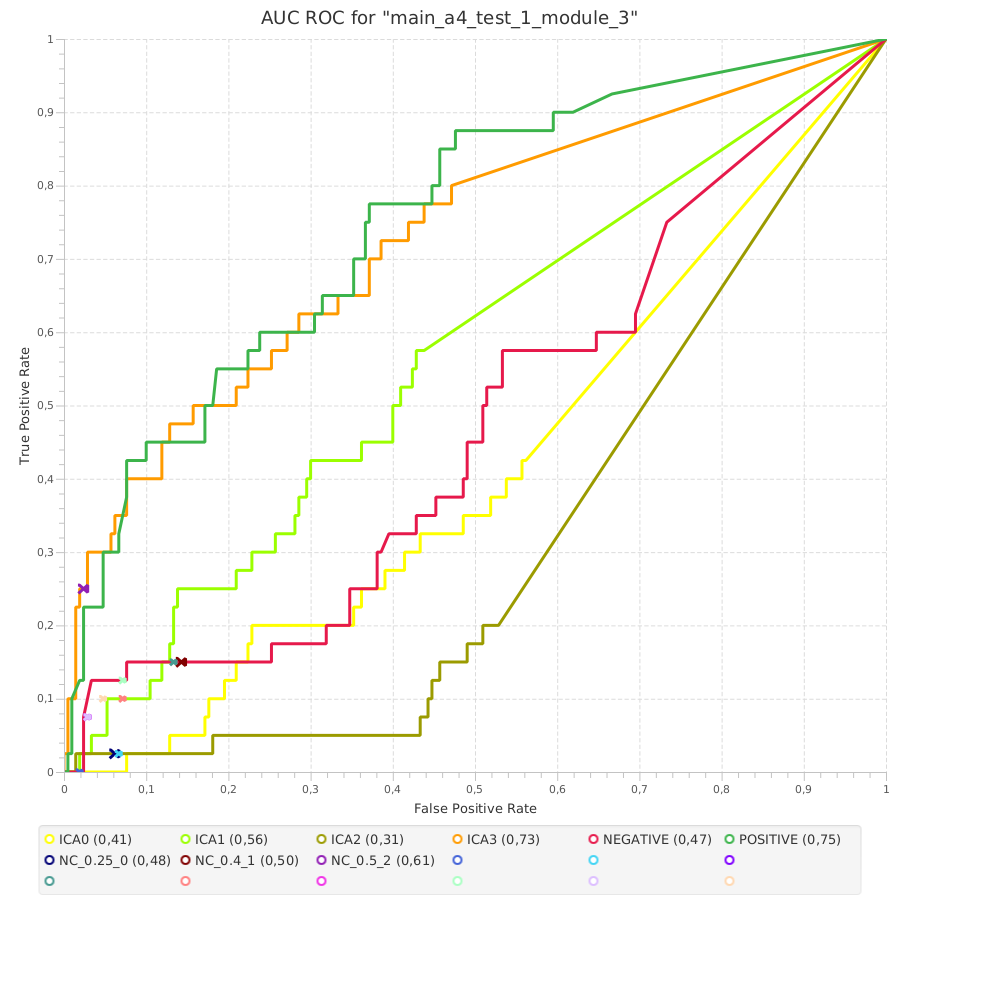 AUC ROC for "main_a4_test_1_module_3"
1
0,9
0,8
0,7
0,6
0,5
0,4
0,3
0,2
0,1
0
True Positive Rate
0 0,1 0,2 0,3 0,4 0,5 0,6 0,7 0,8 0,9 1
False Positive Rate
ICA0 (0,41) ICA1 (0,56) ICA2 (0,31) ICA3 (0,73) NEGATIVE (0,47) POSITIVE (0,75)
NC_0.25_0 (0,48) NC_0.4_1 (0,50) NC_0.5_2 (0,61)